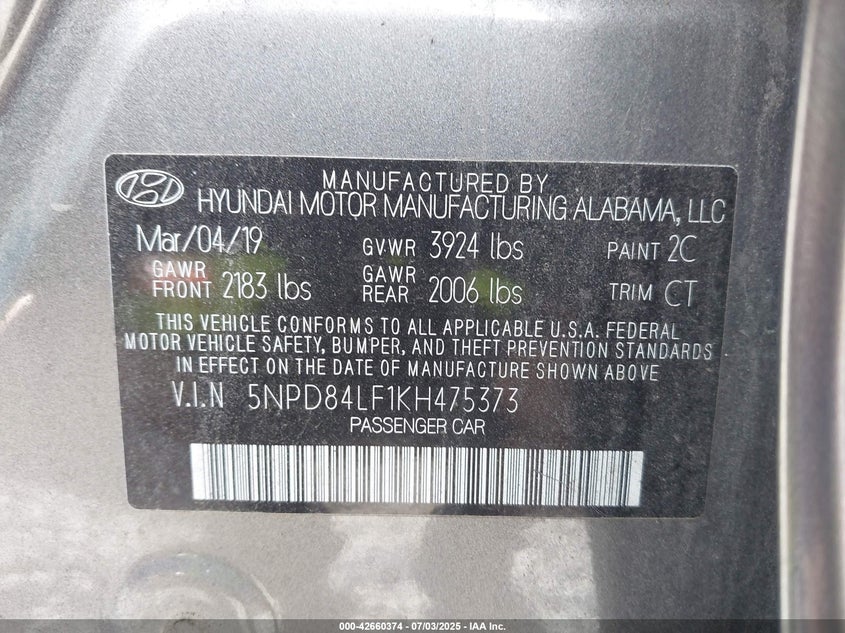 MANUFACTURED BY
HYUNDAI MOTOR MANUFACTURING ALABAMA, LLC
Mar/04/19 GVWR 3924 lbs PAINT 2C
GAWR FRONT 2183 lbs GAWR REAR 2006 lbs TRIM CT
THIS VEHICLE CONFORMS TO ALL APPLICABLE U.S.A. FEDERAL
MOTOR VEHICLE SAFETY, BUMPER, AND THEFT PREVENTION STANDARDS
IN EFFECT ON THE DATE OF MANUFACTURE SHOWN ABOVE
V.I.N 5NPD84LF1KH475373
PASSENGER CAR
000-42660374 - 07/03/2025 - IAA Inc.